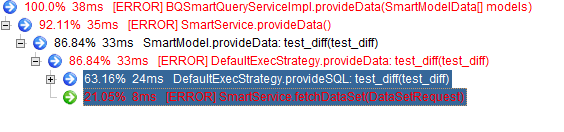 100.0% 38ms [ERROR] BQSmartQueryServiceImpl.provideData(SmartModelData[] models)
92.11% 35ms [ERROR] SmartService.provideData()
86.84% 33ms SmartModel.provideData: test_diff(test_diff)
86.84% 33ms [ERROR] DefaultExecStrategy.provideData: test_diff(test_diff)
63.16% 24ms DefaultExecStrategy.provideSQL: test_diff(test_diff)
21.05% 8ms [ERROR] SmartService.fetchDataSet(DataSetRequest)